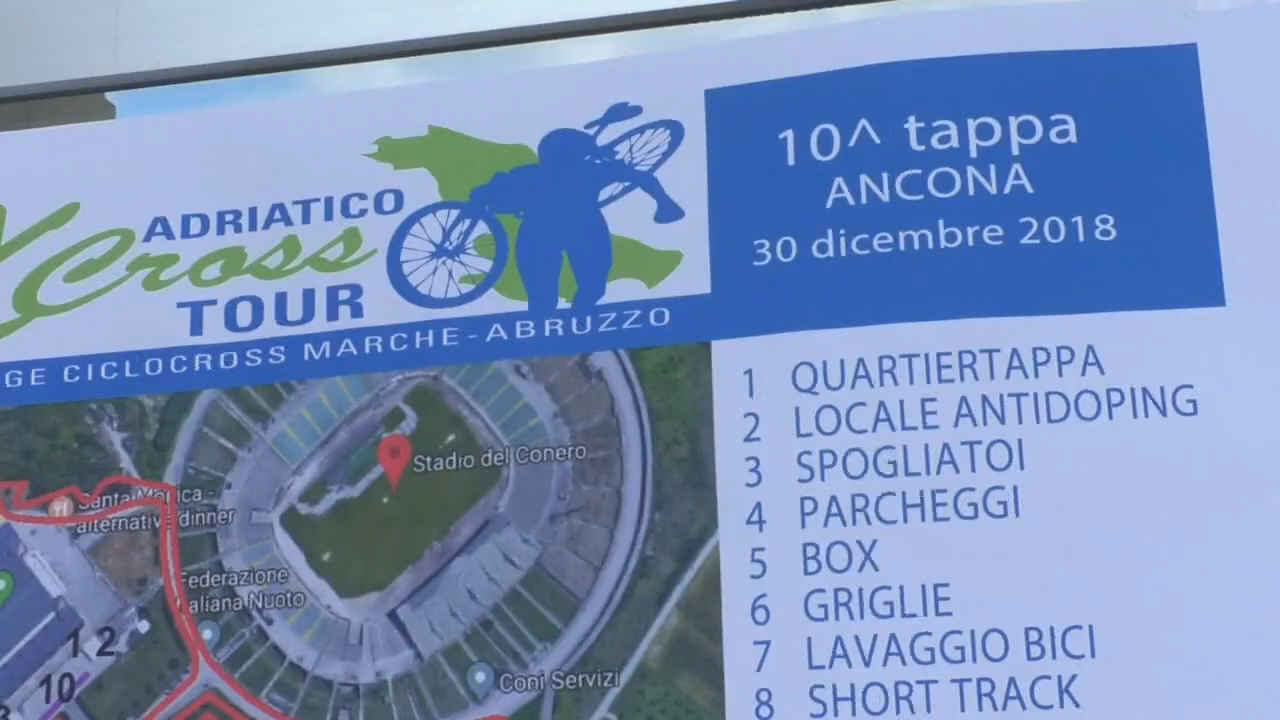 ADRIATICO
Cross
TOUR
GE CICLOCROSS MARCHE-ABRUZZO
10^ tappa
ANCONA
30 dicembre 2018
1 QUARTIERTAPPA
2 LOCALE ANTIDOPING
3 SPOGLIATOI
4 PARCHEGGI
5 BOX
6 GRIGLIE
7 LAVAGGIO BICI
8 SHORT TRACK
Stadio del Conero
Santa Monica -
alternative dinner
Federazione
aliana Nuoto
1 2
10
Coni Servizi